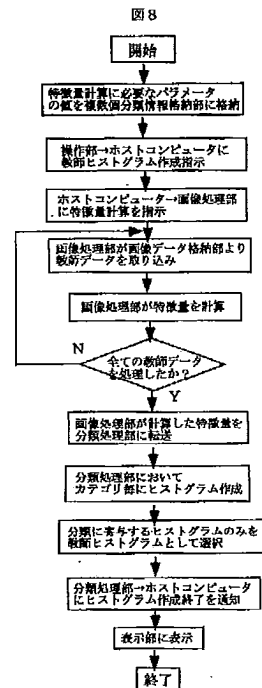 図8
開始
特徴量計算に必要なパラメータ
の値を複数個分類情報格納部に格納
操作部→ホストコンピュータに
教師ヒストグラム作成指示
ホストコンピューター→画像処理部
に特徴量計算を指示
画像処理部が画像データ格納部より
教師データを取り込み
画像処理部が特徴量を計算
N
全ての教師データ
を処理したか?
Y
画像処理部が計算した特徴量を
分類処理部に転送
分類処理部において
カテゴリ部にヒストグラム作成
分類に寄与するヒストグラムのみを
教師ヒストグラムとして選択
分類処理部→ホストコンピュータ
にヒストグラム作成終了を通知
表示部に表示
終了